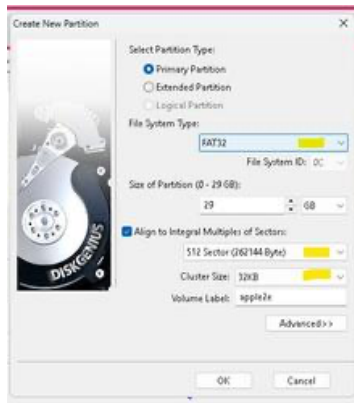 Create New Partition
Select Partition Type:
Primary Partition
Extended Partition
Logical Partition
File System Type:
FAT32
File System ID: 0C
Size of Partition (0 - 29 GB):
29 GB
Align to Integral Multiples of Sectors:
512 Sector (262144 Byte)
Cluster Size: 32KB
Volume Label: apple2e
Advanced>>
DISKGENIUS
OK Cancel